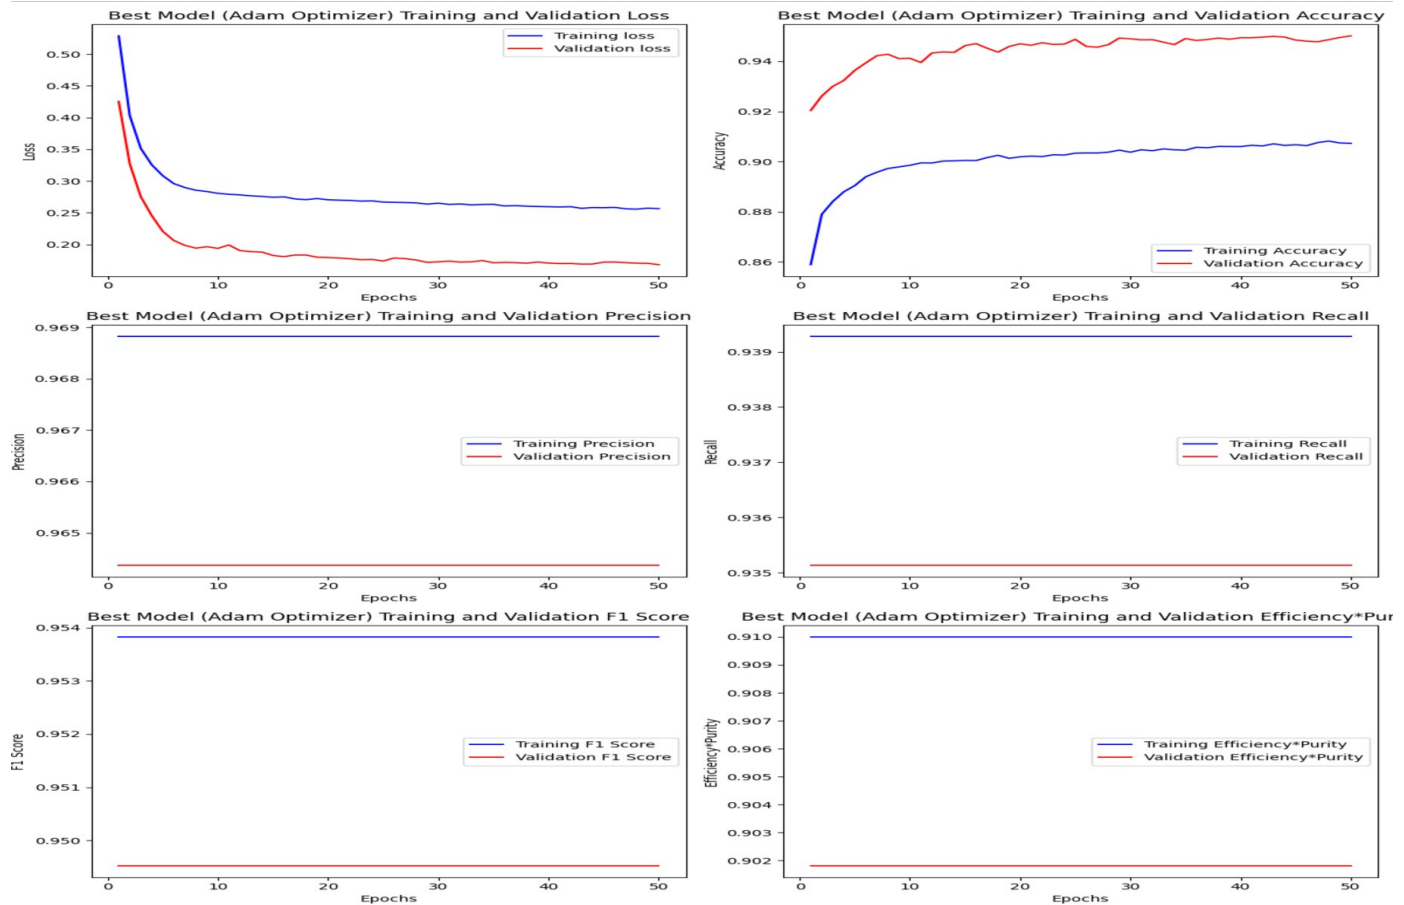 Best Model (Adam Optimizer) Training and Validation Loss
0.50
0.45
0.40
0.35
0.30
0.25
0.20
Loss
Training loss
Validation loss
0 10 20 30 40 50
Epochs
Best Model (Adam Optimizer) Training and Validation Accuracy
0.94
0.92
0.90
0.88
0.86
Accuracy
Training Accuracy
Validation Accuracy
0 10 20 30 40 50
Epochs
Best Model (Adam Optimizer) Training and Validation Precision
0.969
0.968
0.967
0.966
0.965
Precision
Training Precision
Validation Precision
0 10 20 30 40 50
Epochs
Best Model (Adam Optimizer) Training and Validation Recall
0.939
0.938
0.937
0.936
0.935
Recall
Training Recall
Validation Recall
0 10 20 30 40 50
Epochs
Best Model (Adam Optimizer) Training and Validation F1 Score
0.954
0.953
0.952
0.951
0.950
F1 Score
Training F1 Score
Validation F1 Score
0 10 20 30 40 50
Epochs
Best Model (Adam Optimizer) Training and Validation Efficiency*Pur
0.910
0.909
0.908
0.907
0.906
0.905
0.904
0.903
0.902
Efficiency*Purity
Training Efficiency*Purity
Validation Efficiency*Purity
0 10 20 30 40 50
Epochs